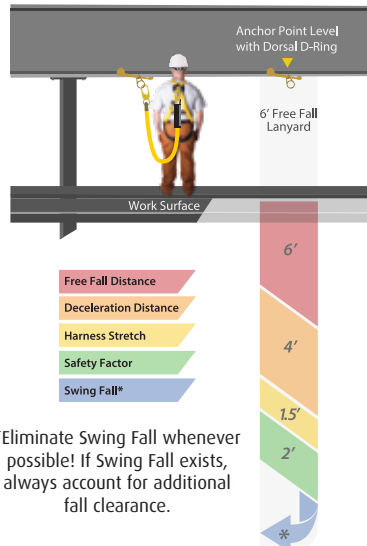 Anchor Point Level
with Dorsal D-Ring
6' Free Fall
Lanyard
Work Surface
6'
Free Fall Distance
Deceleration Distance
Harness Stretch
Safety Factor
Swing Fall*
4'
1.5'
2'
*
*Eliminate Swing Fall whenever
possible! If Swing Fall exists,
always account for additional
fall clearance.